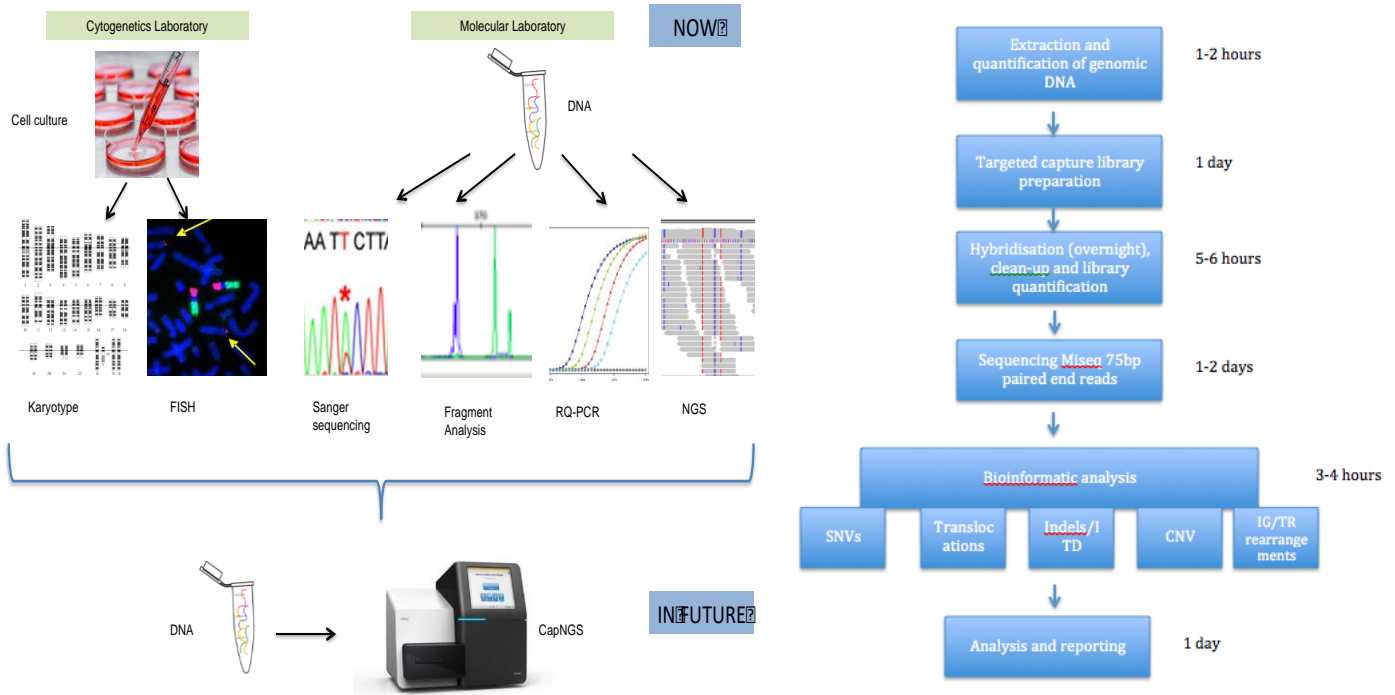 Cytogenetics Laboratory
Molecular Laboratory
NOW
Cell culture
DNA
AA TT CTTA
370
Karyotype
FISH
Sanger
sequencing
Fragment
Analysis
RQ-PCR
NGS
DNA
CapNGS
IN FUTURE
Extraction and
quantification of genomic
DNA
1-2 hours
Targeted capture library
preparation
1 day
Hybridisation (overnight),
clean-up and library
quantification
5-6 hours
Sequencing Miseq 75bp
paired end reads
1-2 days
Bioinformatic analysis
3-4 hours
SNVs
Transloc
ations
Indels/I
TD
CNV
IG/TR
rearrange
ments
Analysis and reporting
1 day